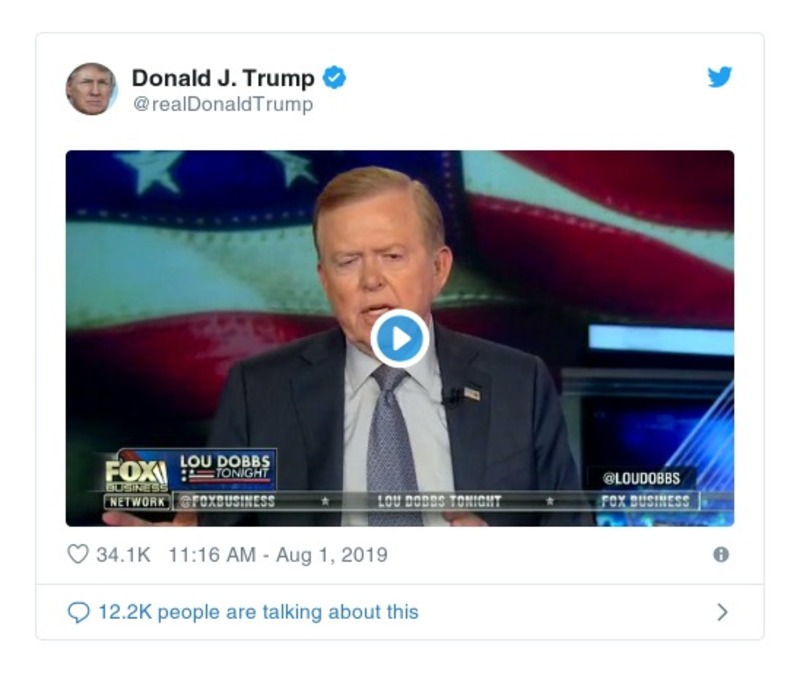 Donald J. Trump
@realDonaldTrump
FOX
BUSINESS
NETWORK
LOU DOBBS
TONIGHT
@LOUDOBBS
@FOXBUSINESS
LOU DOBBS TONIGHT
FOX BUSINESS
34.1K 11:16 AM - Aug 1, 2019
12.2K people are talking about this